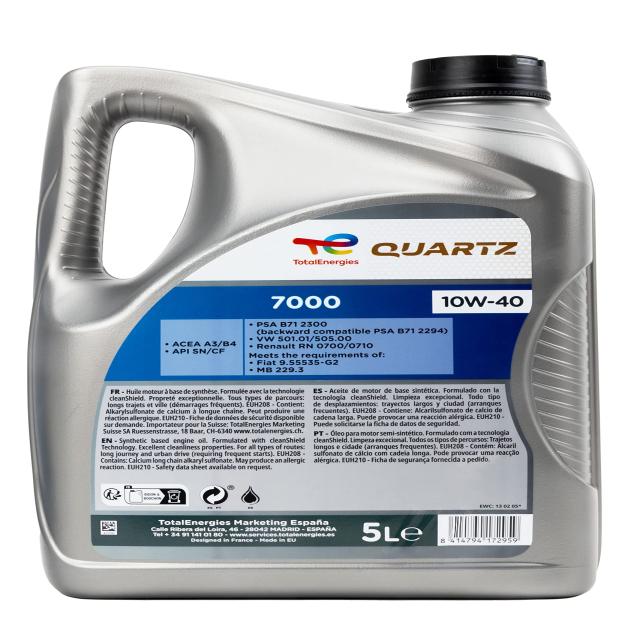 TotalEnergies
QUARTZ
7000
10W-40
• ACEA A3/B4
• API SN/CF
• PSA B71 2300
(backward compatible PSA B71 2294)
• VW 501.01/505.00
• Renault RN 0700/0710
Meets the requirements of:
• Fiat 9.55535-G2
• MB 229.3
FR - Huile moteur à base de synthèse. Formulée avec la technologie
cleanShield. Propreté exceptionnelle. Tous types de parcours:
longs trajets et ville (démarrages fréquents). EUH208 - Contient:
Alkarylsulfonate de calcium à longue chaine. Peut produire une
réaction allergique. EUH210 - Fiche de données de sécurité disponible
sur demande. Importateur pour la Suisse: TotalEnergies Marketing
Suisse SA Ruessenstrasse, 18 Baar, CH-6340 www.totalenergies.ch.
EN - Synthetic based engine oil. Formulated with cleanShield
Technology. Excellent cleanliness properties. All types of routes:
long journey and urban drive (requiring frequent starts). EUH208 -
Contains: Calcium long chain alkaryl sulfonate. May produce an allergic
reaction. EUH210 - Safety data sheet available on request.
ES - Aceite de motor de base sintética. Formulado con la
tecnología cleanShield. Limpieza excepcional. Todo tipo
de desplazamientos: trayectos largos y ciudad (arranques
frecuentes). EUH208 - Contiene: Alcarilsulfonato de calcio de
cadena larga. Puede provocar una reacción alérgica. EUH210 -
Puede solicitarse la ficha de datos de seguridad.
PT - Óleo para motor semi-sintético. Formulado com a tecnologia
cleanShield. Limpeza excecional. Todos os tipos de percursos: Trajetos
longos e cidade (arranques frequentes). EUH208 - Contém: Alcaril
sulfonato de cálcio com cadeia longa. Pode provocar uma reacção
alérgica. EUH210 - Ficha de segurança fornecida a pedido.
FR
BIDON &
BOUCHON
ES PT
EWC: 13 02 05*
TotalEnergies Marketing España
Calle Ribera del Loira, 46 - 28042 MADRID - ESPAÑA
Tel + 34 91 141 01 80 - www.services.totalenergies.es
Designed in France - Made in EU
5L℮
8 414794 172959